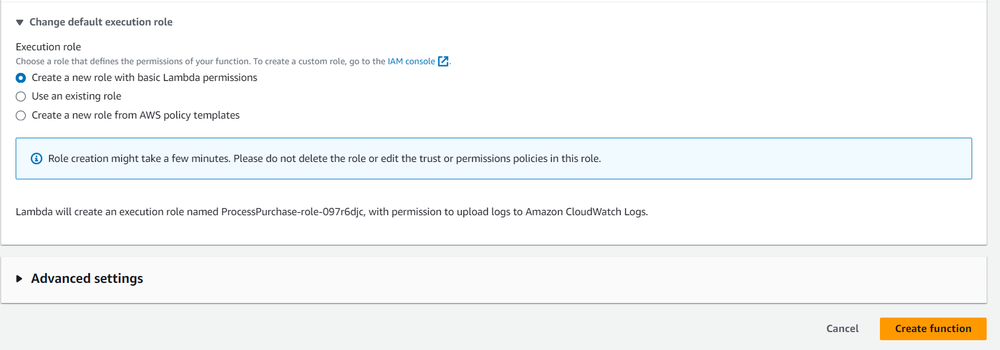 Change default execution role
Execution role
Choose a role that defines the permissions of your function. To create a custom role, go to the IAM console .
Create a new role with basic Lambda permissions
Use an existing role
Create a new role from AWS policy templates
Role creation might take a few minutes. Please do not delete the role or edit the trust or permissions policies in this role.
Lambda will create an execution role named ProcessPurchase-role-097r6djc, with permission to upload logs to Amazon CloudWatch Logs.
Advanced settings
Cancel Create function